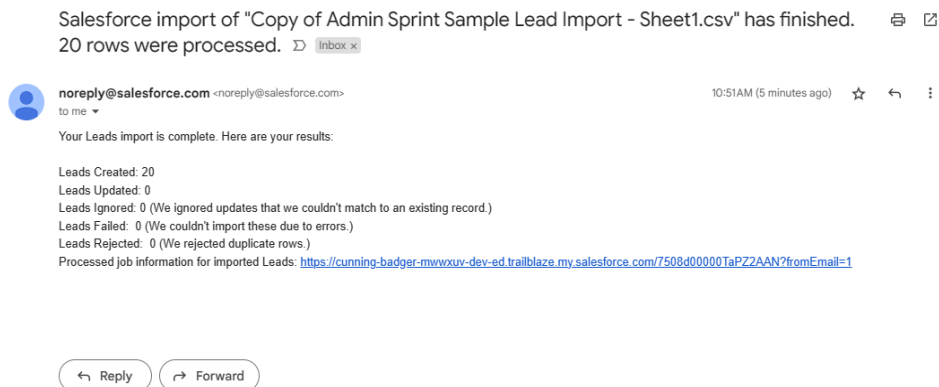 Salesforce import of "Copy of Admin Sprint Sample Lead Import - Sheet1.csv" has finished.
20 rows were processed. Inbox ×
noreply@salesforce.com <noreply@salesforce.com> 10:51 AM (5 minutes ago)
to me
Your Leads import is complete. Here are your results:
Leads Created: 20
Leads Updated: 0
Leads Ignored: 0 (We ignored updates that we couldn't match to an existing record.)
Leads Failed: 0 (We couldn't import these due to errors.)
Leads Rejected: 0 (We rejected duplicate rows.)
Processed job information for imported Leads: https://cunning-badger-mwwxuv-dev-ed.trailblaze.my.salesforce.com/7508d00000TaPZ2AAN?fromEmail=1
Reply Forward